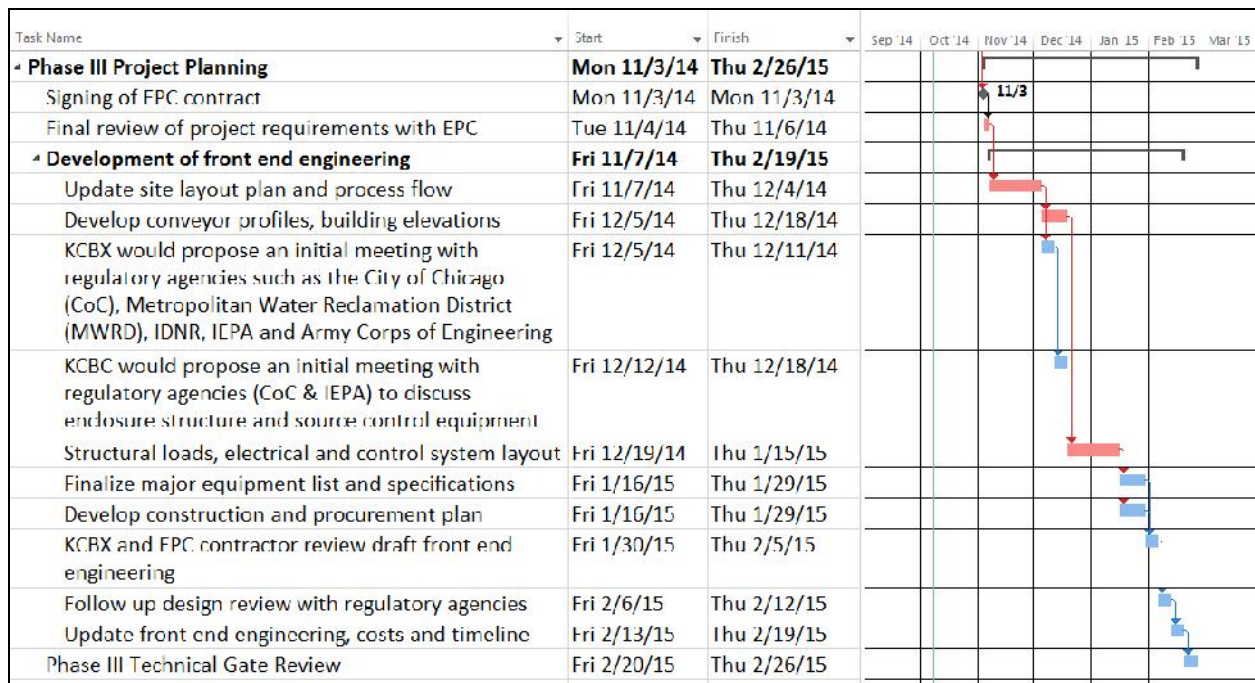 Task Name Start Finish Sep '14 Oct '14 Nov '14 Dec '14 Jan '15 Feb '15 Mar '15
Phase III Project Planning Mon 11/3/14 Thu 2/26/15
Signing of EPC contract Mon 11/3/14 Mon 11/3/14 11/3
Final review of project requirements with EPC Tue 11/4/14 Thu 11/6/14
Development of front end engineering Fri 11/7/14 Thu 2/19/15
Update site layout plan and process flow Fri 11/7/14 Thu 12/4/14
Develop conveyor profiles, building elevations Fri 12/5/14 Thu 12/18/14
KCBX would propose an initial meeting with Fri 12/5/14 Thu 12/11/14
regulatory agencies such as the City of Chicago
(CoC), Metropolitan Water Reclamation District
(MWRD), IDNR, IEPA and Army Corps of Engineering
KCBC would propose an initial meeting with Fri 12/12/14 Thu 12/18/14
regulatory agencies (CoC & IEPA) to discuss
enclosure structure and source control equipment
Structural loads, electrical and control system layout Fri 12/19/14 Thu 1/15/15
Finalize major equipment list and specifications Fri 1/16/15 Thu 1/29/15
Develop construction and procurement plan Fri 1/16/15 Thu 1/29/15
KCBX and EPC contractor review draft front end Fri 1/30/15 Thu 2/5/15
engineering
Follow up design review with regulatory agencies Fri 2/6/15 Thu 2/12/15
Update front end engineering, costs and timeline Fri 2/13/15 Thu 2/19/15
Phase III Technical Gate Review Fri 2/20/15 Thu 2/26/15